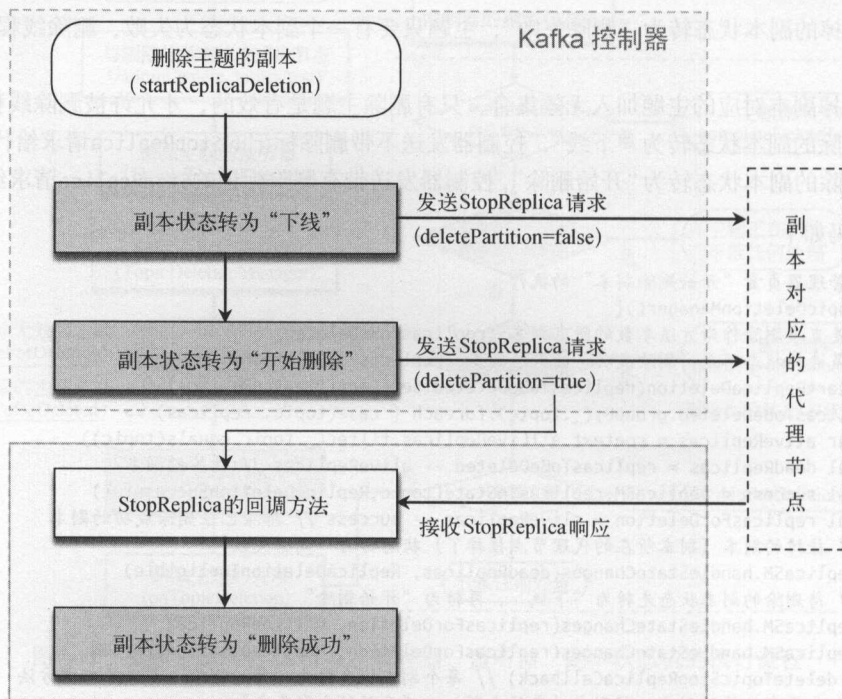 Kafka 控制器
删除主题的副本
(startReplicaDeletion)
副本状态转为“下线”
发送StopReplica 请求
(deletePartition=false)
副本状态转为“开始删除”
发送StopReplica 请求
(deletePartition=true)
副本对应的代理节点
StopReplica的回调方法
接收StopReplica响应
副本状态转为“删除成功”